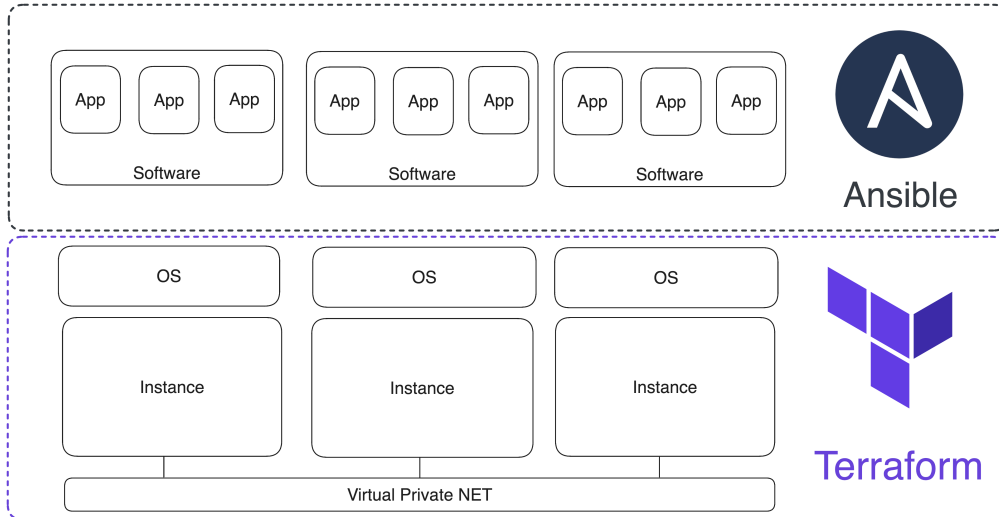 App App App App App App App App App
Software Software Software
Ansible
OS OS OS
Instance Instance Instance
Terraform
Virtual Private NET